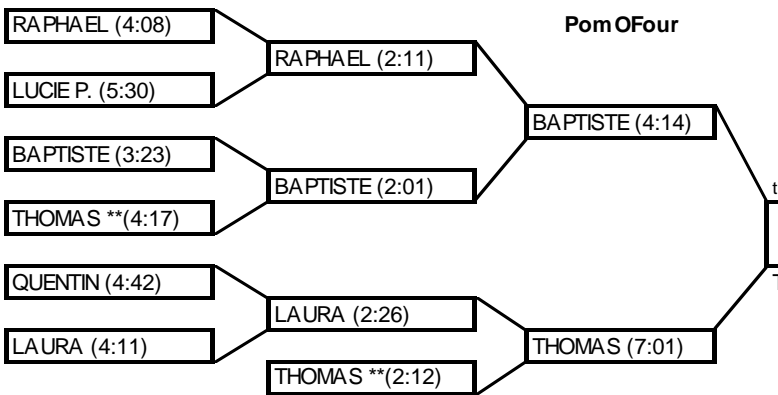 RAPHAEL (4:08)
PomOFour
RAPHAEL (2:11)
LUCIE P. (5:30)
BAPTISTE (4:14)
BAPTISTE (3:23)
BAPTISTE (2:01)
THOMAS **(4:17)
QUENTIN (4:42)
LAURA (2:26)
LAURA (4:11)
THOMAS (7:01)
THOMAS **(2:12)